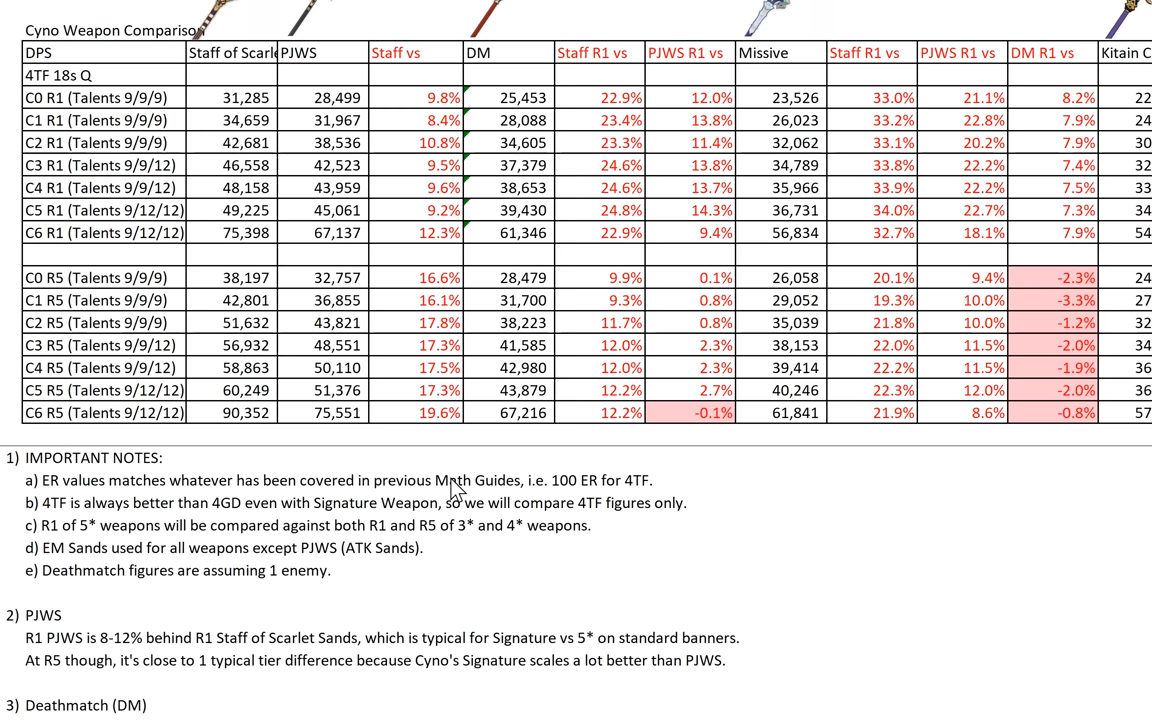 Cyno Weapon Comparison
DPS Staff of Scarle PJWS Staff vs DM Staff R1 vs PJWS R1 vs Missive Staff R1 vs PJWS R1 vs DM R1 vs Kitain C
4TF 18s Q
C0 R1 (Talents 9/9/9) 31,285 28,499 9.8% 25,453 22.9% 12.0% 23,526 33.0% 21.1% 8.2% 22
C1 R1 (Talents 9/9/9) 34,659 31,967 8.4% 28,088 23.4% 13.8% 26,023 33.2% 22.8% 7.9% 24
C2 R1 (Talents 9/9/9) 42,681 38,536 10.8% 34,605 23.3% 11.4% 32,062 33.1% 20.2% 7.9% 30
C3 R1 (Talents 9/9/12) 46,558 42,523 9.5% 37,379 24.6% 13.8% 34,789 33.8% 22.2% 7.4% 32
C4 R1 (Talents 9/9/12) 48,158 43,959 9.6% 38,653 24.6% 13.7% 35,966 33.9% 22.2% 7.5% 33
C5 R1 (Talents 9/12/12) 49,225 45,061 9.2% 39,430 24.8% 14.3% 36,731 34.0% 22.7% 7.3% 34
C6 R1 (Talents 9/12/12) 75,398 67,137 12.3% 61,346 22.9% 9.4% 56,834 32.7% 18.1% 7.9% 54
C0 R5 (Talents 9/9/9) 38,197 32,757 16.6% 28,479 9.9% 0.1% 26,058 20.1% 9.4% -2.3% 24
C1 R5 (Talents 9/9/9) 42,801 36,855 16.1% 31,700 9.3% 0.8% 29,052 19.3% 10.0% -3.3% 27
C2 R5 (Talents 9/9/9) 51,632 43,821 17.8% 38,223 11.7% 0.8% 35,039 21.8% 10.0% -1.2% 32
C3 R5 (Talents 9/9/12) 56,932 48,551 17.3% 41,585 12.0% 2.3% 38,153 22.0% 11.5% -2.0% 34
C4 R5 (Talents 9/9/12) 58,863 50,110 17.5% 42,980 12.0% 2.3% 39,414 22.2% 11.5% -1.9% 36
C5 R5 (Talents 9/12/12) 60,249 51,376 17.3% 43,879 12.2% 2.7% 40,246 22.3% 12.0% -2.0% 36
C6 R5 (Talents 9/12/12) 90,352 75,551 19.6% 67,216 12.2% -0.1% 61,841 21.9% 8.6% -0.8% 57
1) IMPORTANT NOTES:
a) ER values matches whatever has been covered in previous Math Guides, i.e. 100 ER for 4TF.
b) 4TF is always better than 4GD even with Signature Weapon, so we will compare 4TF figures only.
c) R1 of 5* weapons will be compared against both R1 and R5 of 3* and 4* weapons.
d) EM Sands used for all weapons except PJWS (ATK Sands).
e) Deathmatch figures are assuming 1 enemy.
2) PJWS
R1 PJWS is 8-12% behind R1 Staff of Scarlet Sands, which is typical for Signature vs 5* on standard banners.
At R5 though, it's close to 1 typical tier difference because Cyno's Signature scales a lot better than PJWS.
3) Deathmatch (DM)